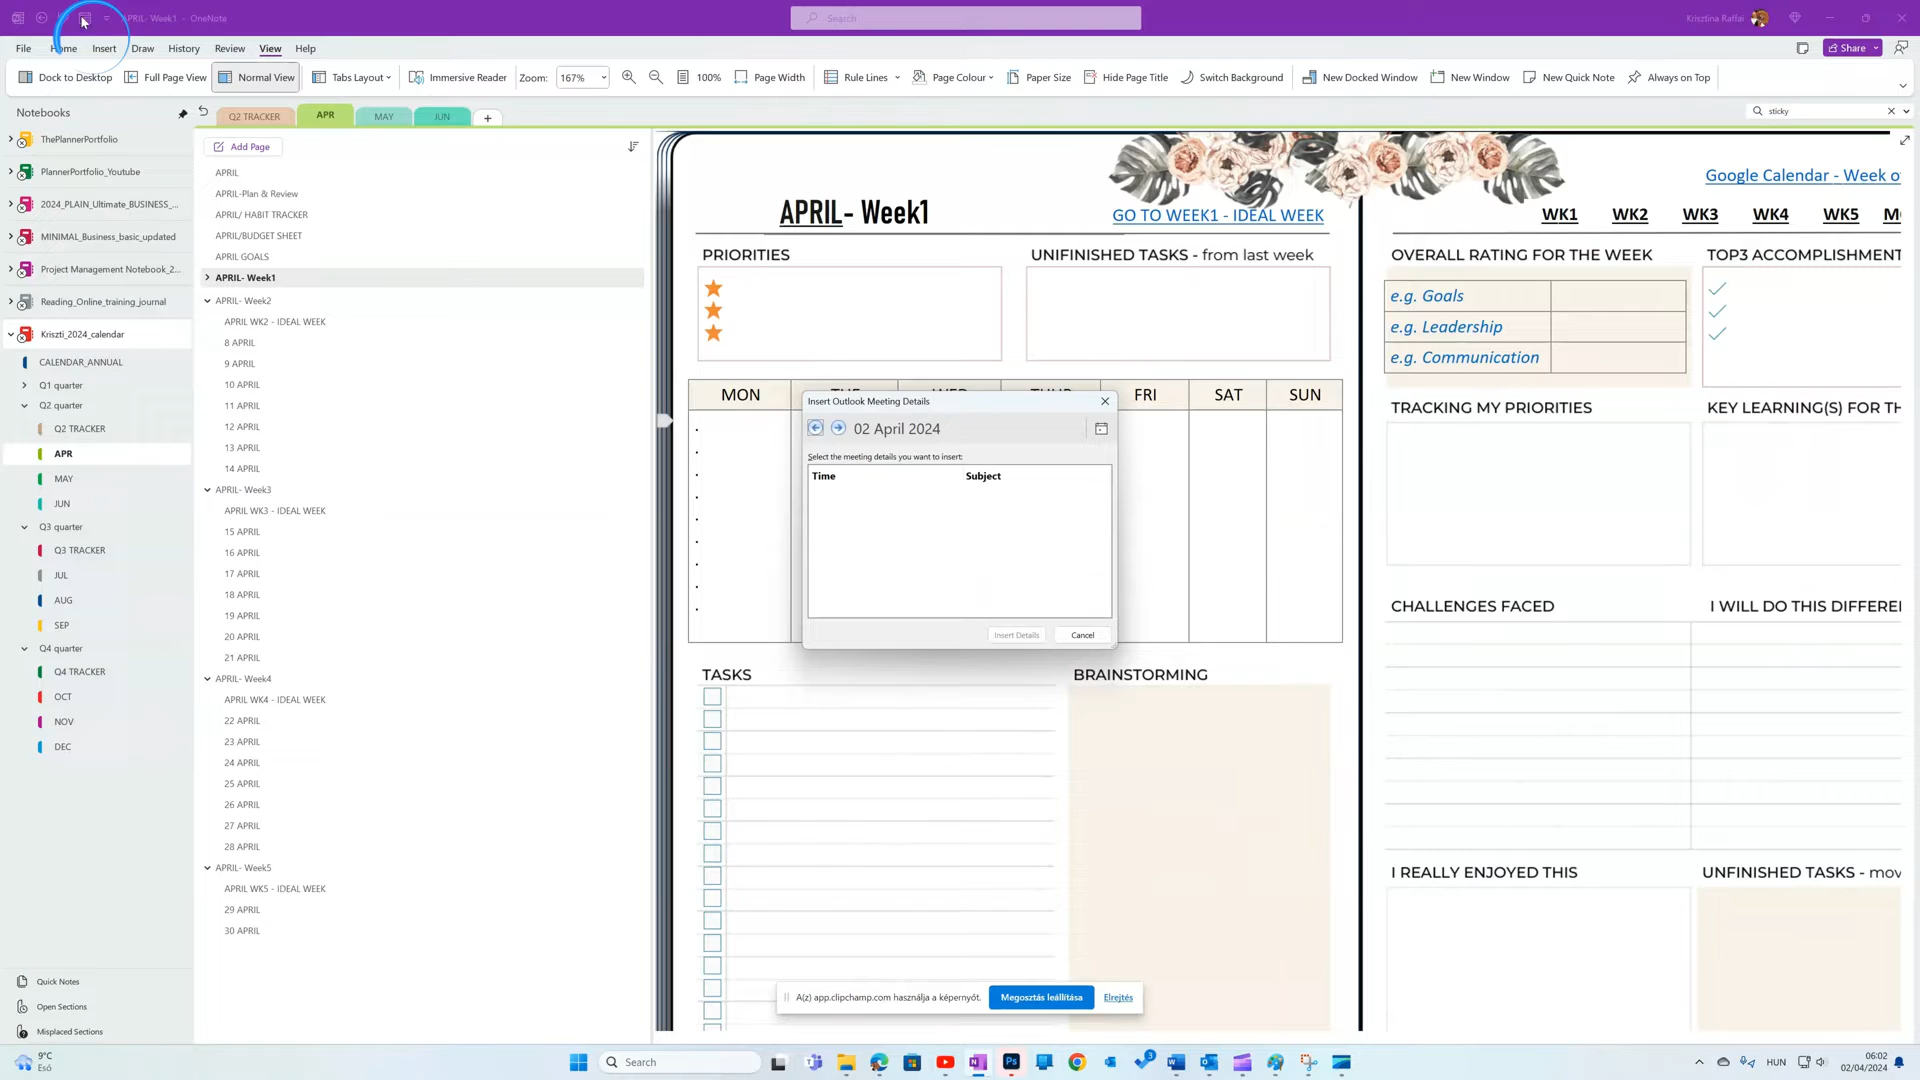 APRIL- Week1 - OneNote
Search
Krisztina Raffai
File
Home
Insert
Draw
History
Review
View
Help
Share
Dock to Desktop
Full Page View
Normal View
Tabs Layout
Immersive Reader
Zoom:
167%
100%
Page Width
Rule Lines
Page Colour
Paper Size
Hide Page Title
Switch Background
New Docked Window
New Window
New Quick Note
Always on Top
Notebooks
Q2 TRACKER
APR
MAY
JUN
+
sticky
ThePlannerPortfolio
PlannerPortfolio_Youtube
2024_PLAIN_Ultimate_BUSINESS_...
MINIMAL_Business_basic_updated
Project Management Notebook_2...
Reading_Online_training_journal
Kriszti_2024_calendar
CALENDAR_ANNUAL
Q1 quarter
Q2 quarter
Q2 TRACKER
APR
MAY
JUN
Q3 quarter
Q3 TRACKER
JUL
AUG
SEP
Q4 quarter
Q4 TRACKER
OCT
NOV
DEC
Quick Notes
Open Sections
Misplaced Sections
Add Page
APRIL
APRIL-Plan & Review
APRIL/ HABIT TRACKER
APRIL/BUDGET SHEET
APRIL GOALS
APRIL- Week1
APRIL- Week2
APRIL WK2 - IDEAL WEEK
8 APRIL
9 APRIL
10 APRIL
11 APRIL
12 APRIL
13 APRIL
14 APRIL
APRIL- Week3
APRIL WK3 - IDEAL WEEK
15 APRIL
16 APRIL
17 APRIL
18 APRIL
19 APRIL
20 APRIL
21 APRIL
APRIL- Week4
APRIL WK4 - IDEAL WEEK
22 APRIL
23 APRIL
24 APRIL
25 APRIL
26 APRIL
27 APRIL
28 APRIL
APRIL- Week5
APRIL WK5 - IDEAL WEEK
29 APRIL
30 APRIL
APRIL- Week1
GO TO WEEK1 - IDEAL WEEK
PRIORITIES
UNIFINISHED TASKS - from last week
MON
FRI
SAT
SUN
Insert Outlook Meeting Details
02 April 2024
Select the meeting details you want to insert:
Time
Subject
Insert Details
Cancel
TASKS
BRAINSTORMING
Google Calendar - Week o
WK1 WK2 WK3 WK4 WK5
OVERALL RATING FOR THE WEEK
TOP3 ACCOMPLISHMENT
e.g. Goals
e.g. Leadership
e.g. Communication
TRACKING MY PRIORITIES
KEY LEARNING(S) FOR TH
CHALLENGES FACED
I WILL DO THIS DIFFERE
I REALLY ENJOYED THIS
UNFINISHED TASKS - mov
A(z) app.clipchamp.com használja a képernyőt.
Megosztás leállítása
Elrejtés
9°C
Eső
Search
3
HUN
06:02
02/04/2024